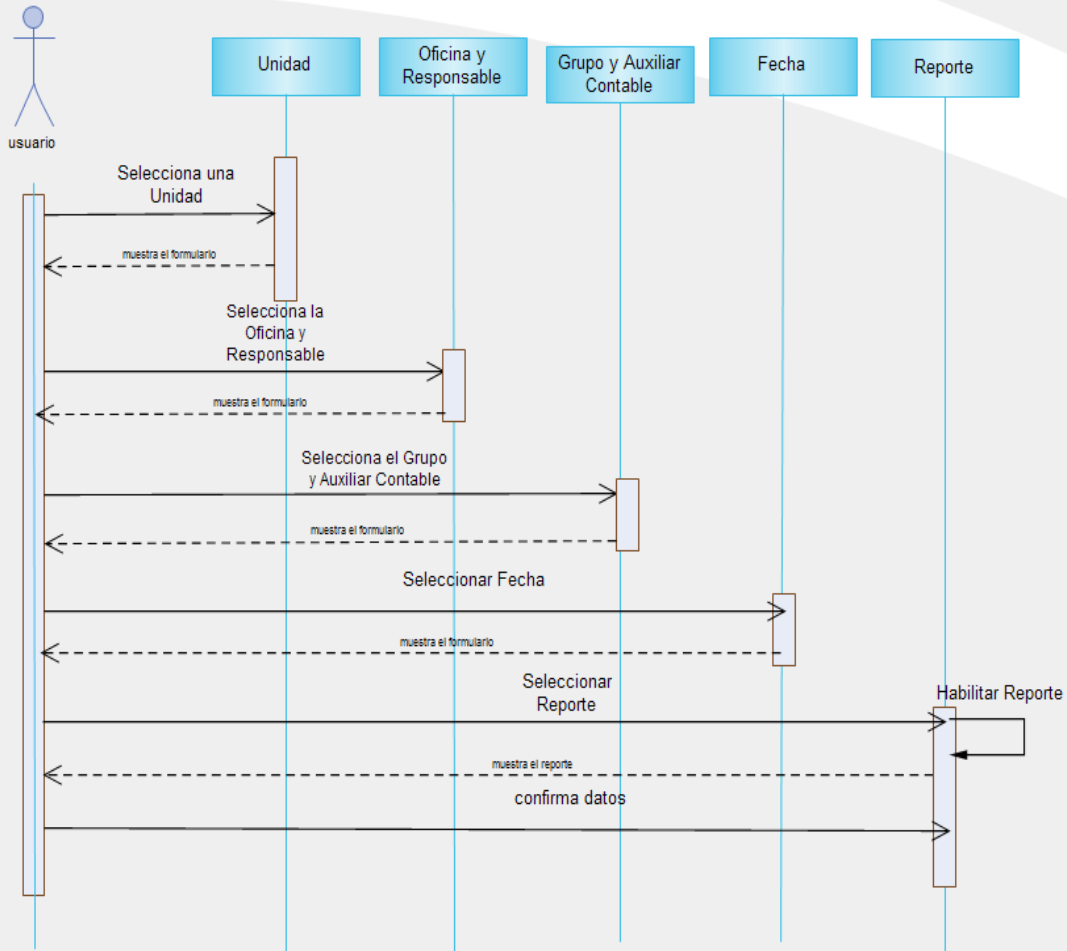 usuario
Unidad
Oficina y
Responsable
Grupo y Auxiliar
Contable
Fecha
Reporte
Selecciona una
Unidad
muestra el formulario
Selecciona la
Oficina y
Responsable
muestra el formulario
Selecciona el Grupo
y Auxiliar Contable
muestra el formulario
Seleccionar Fecha
muestra el formulario
Seleccionar
Reporte
Habilitar Reporte
muestra el reporte
confirma datos